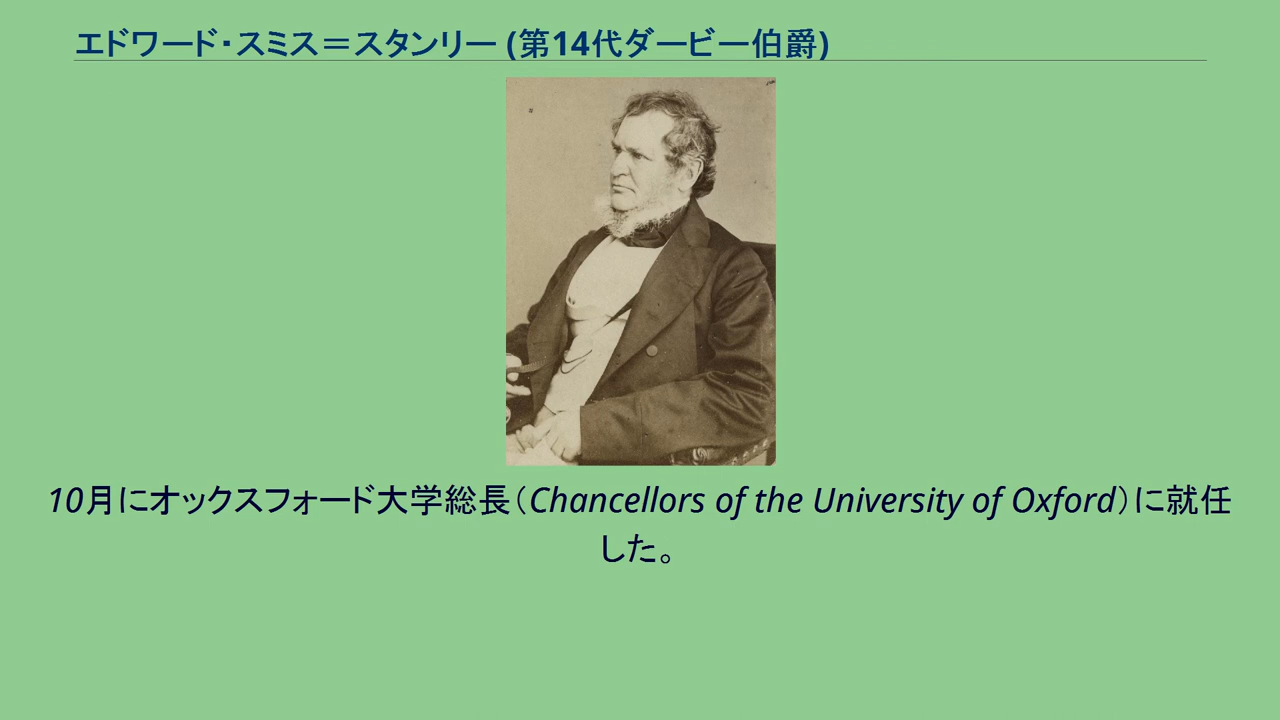 エドワード・スミス＝スタンリー (第14代ダービー伯爵)
10月にオックスフォード大学総長（Chancellors of the University of Oxford）に就任
した。